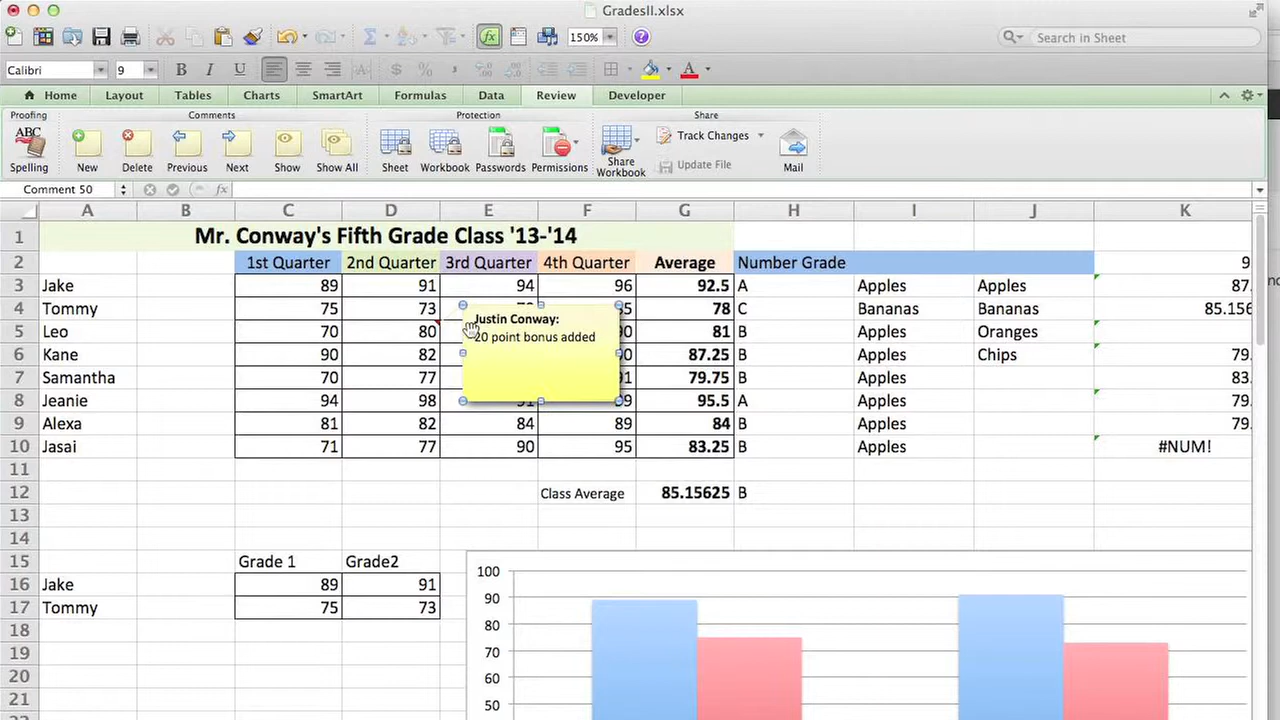 GradesII.xlsx
150%
Search in Sheet
Calibri 9 B I U
Home Layout Tables Charts SmartArt Formulas Data Review Developer
Proofing Comments Protection Share
ABC
Spelling New Delete Previous Next Show Show All Sheet Workbook Passwords Permissions Share Workbook Track Changes Update File Mail
Comment 50 fx
A B C D E F G H I J K
1 Mr. Conway's Fifth Grade Class '13-'14
2 1st Quarter 2nd Quarter 3rd Quarter 4th Quarter Average Number Grade 9
3 Jake 89 91 94 96 92.5 A Apples Apples 87.
4 Tommy 75 73 78 C Bananas Bananas 85.156
Justin Conway:
5 Leo 70 80 81 B Apples Oranges
20 point bonus added
6 Kane 90 82 87.25 B Apples Chips 79.
7 Samantha 70 77 79.75 B Apples 83.
8 Jeanie 94 98 95.5 A Apples 79.
9 Alexa 81 82 84 89 84 B Apples 79.
10 Jasai 71 77 90 95 83.25 B Apples #NUM!
11
12 Class Average 85.15625 B
13
14
15 Grade 1 Grade2
16 Jake 89 91
17 Tommy 75 73
18
19
20
21
100
90
80
70
60
50